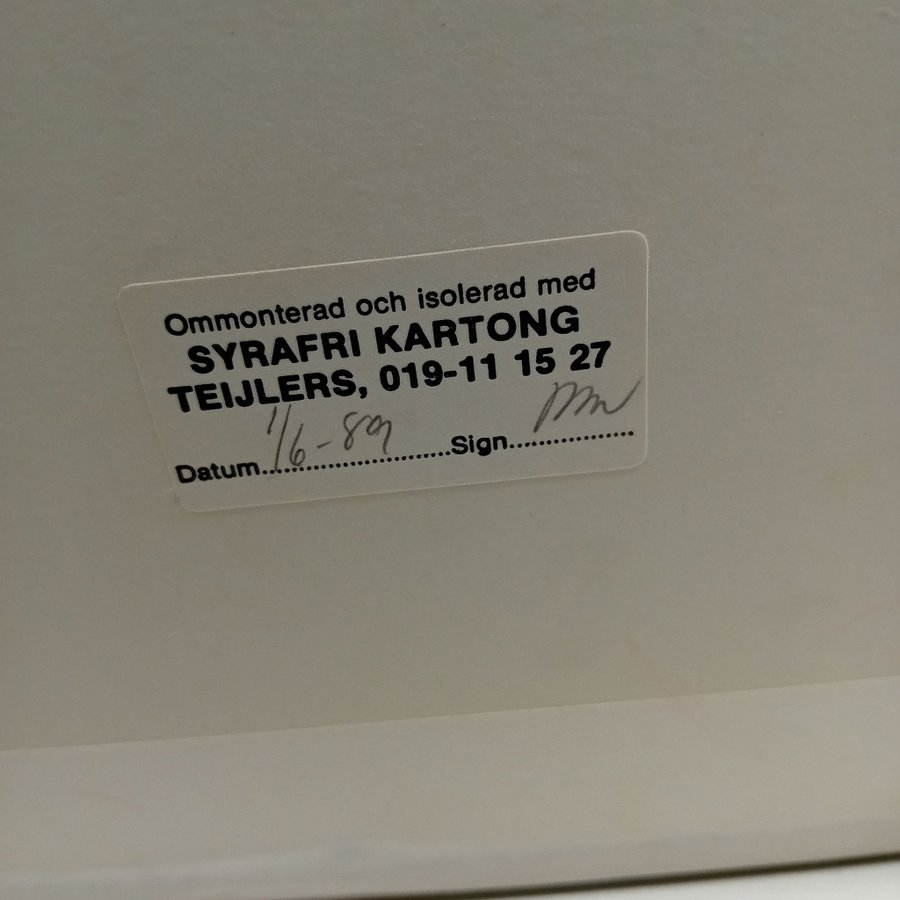 Ommonterad och isolerad med
SYRAFRI KARTONG
TEIJLERS, 019-11 15 27
Datum 1/6-89 Sign